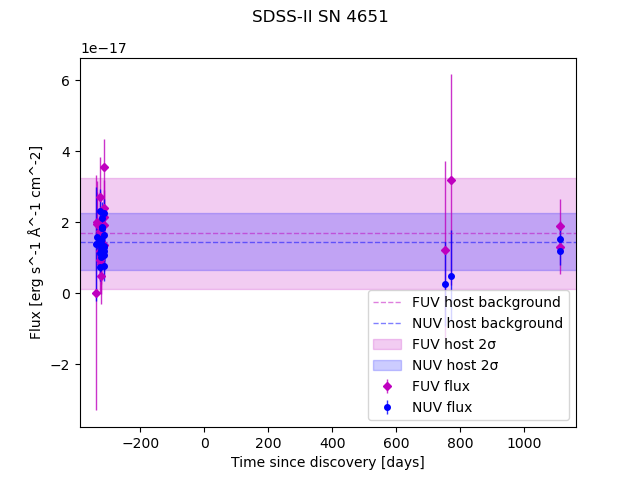 SDSS-II SN 4651
1e−17
6
4
2
0
−2
Flux [erg s^-1 Å^-1 cm^-2]
FUV host background
NUV host background
FUV host 2σ
NUV host 2σ
FUV flux
NUV flux
−200 0 200 400 600 800 1000
Time since discovery [days]